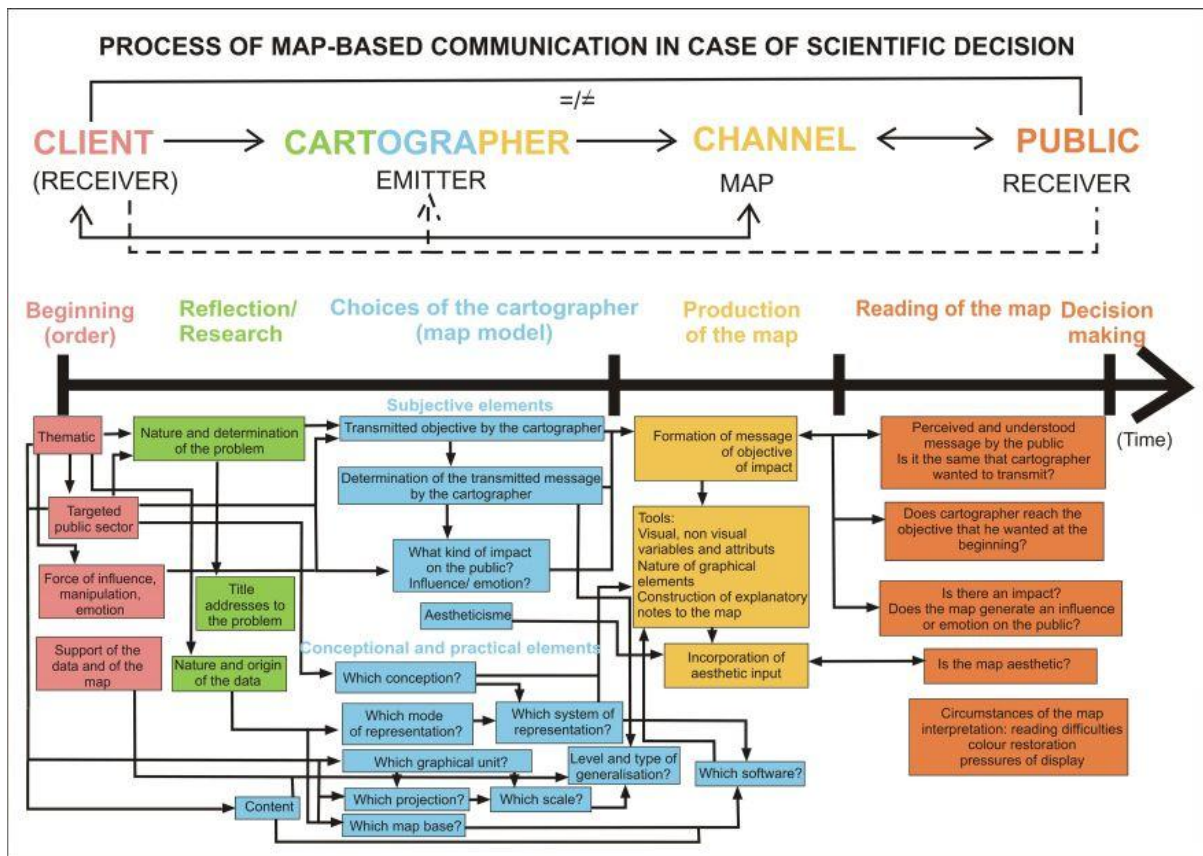 PROCESS OF MAP-BASED COMMUNICATION IN CASE OF SCIENTIFIC DECISION
=/≠
CLIENT
CARTOGRAPHER
CHANNEL
PUBLIC
(RECEIVER)
EMITTER
MAP
RECEIVER
Beginning
(order)
Reflection/
Research
Choices of the cartographer
(map model)
Production
of the map
Reading of the map
Decision
making
(Time)
Thematic
Targeted
public sector
Force of influence,
manipulation,
emotion
Support of the
data and of the
map
Nature and determination
of the problem
Title
addresses to
the problem
Nature and origin
of the data
Subjective elements
Transmitted objective by the cartographer
Determination of the transmitted message
by the cartographer
What kind of impact
on the public?
Influence/ emotion?
Aestheticisme
Conceptional and practical elements
Which conception?
Which mode
of representation?
Which system of
representation?
Which graphical unit?
Level and type of
generalisation?
Which software?
Which projection?
Which scale?
Content
Which map base?
Formation of message
of objective
of impact
Tools:
Visual, non visual
variables and attributs
Nature of graphical
elements
Construction of explanatory
notes to the map
Incorporation of
aesthetic input
Perceived and understood
message by the public
Is it the same that cartographer
wanted to transmit?
Does cartographer reach the
objective that he wanted at the
beginning?
Is there an impact?
Does the map generate an influence
or emotion on the public?
Is the map aesthetic?
Circumstances of the map
interpretation: reading difficulties
colour restoration
pressures of display